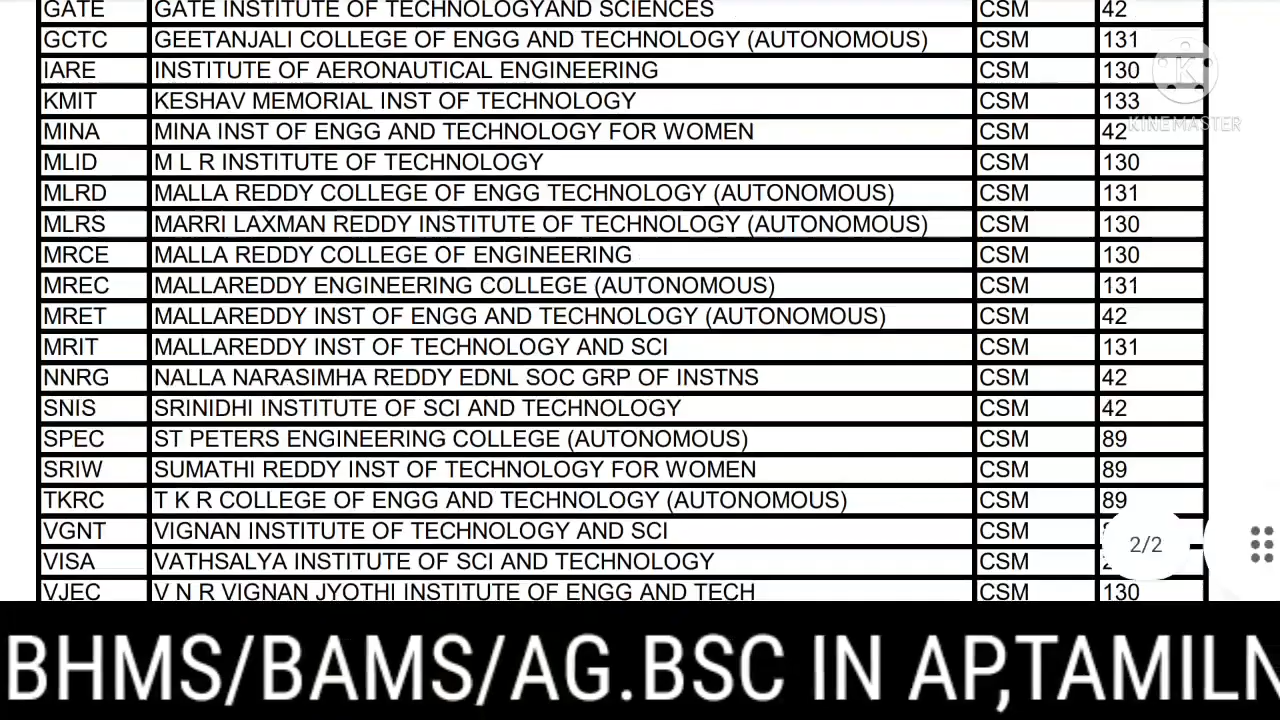 GATE GATE INSTITUTE OF TECHNOLOGYAND SCIENCES CSM 42
GCTC GEETANJALI COLLEGE OF ENGG AND TECHNOLOGY (AUTONOMOUS) CSM 131
IARE INSTITUTE OF AERONAUTICAL ENGINEERING CSM 130
KMIT KESHAV MEMORIAL INST OF TECHNOLOGY CSM 133
K
KINEMASTER
MINA MINA INST OF ENGG AND TECHNOLOGY FOR WOMEN CSM 42
MLID M L R INSTITUTE OF TECHNOLOGY CSM 130
MLRD MALLA REDDY COLLEGE OF ENGG TECHNOLOGY (AUTONOMOUS) CSM 131
MLRS MARRI LAXMAN REDDY INSTITUTE OF TECHNOLOGY (AUTONOMOUS) CSM 130
MRCE MALLA REDDY COLLEGE OF ENGINEERING CSM 130
MREC MALLAREDDY ENGINEERING COLLEGE (AUTONOMOUS) CSM 131
MRET MALLAREDDY INST OF ENGG AND TECHNOLOGY (AUTONOMOUS) CSM 42
MRIT MALLAREDDY INST OF TECHNOLOGY AND SCI CSM 131
NNRG NALLA NARASIMHA REDDY EDNL SOC GRP OF INSTNS CSM 42
SNIS SRINIDHI INSTITUTE OF SCI AND TECHNOLOGY CSM 42
SPEC ST PETERS ENGINEERING COLLEGE (AUTONOMOUS) CSM 89
SRIW SUMATHI REDDY INST OF TECHNOLOGY FOR WOMEN CSM 89
TKRC T K R COLLEGE OF ENGG AND TECHNOLOGY (AUTONOMOUS) CSM 89
VGNT VIGNAN INSTITUTE OF TECHNOLOGY AND SCI CSM
2/2
VISA VATHSALYA INSTITUTE OF SCI AND TECHNOLOGY CSM
VJEC V N R VIGNAN JYOTHI INSTITUTE OF ENGG AND TECH CSM 130
BHMS/BAMS/AG.BSC IN AP,TAMILN